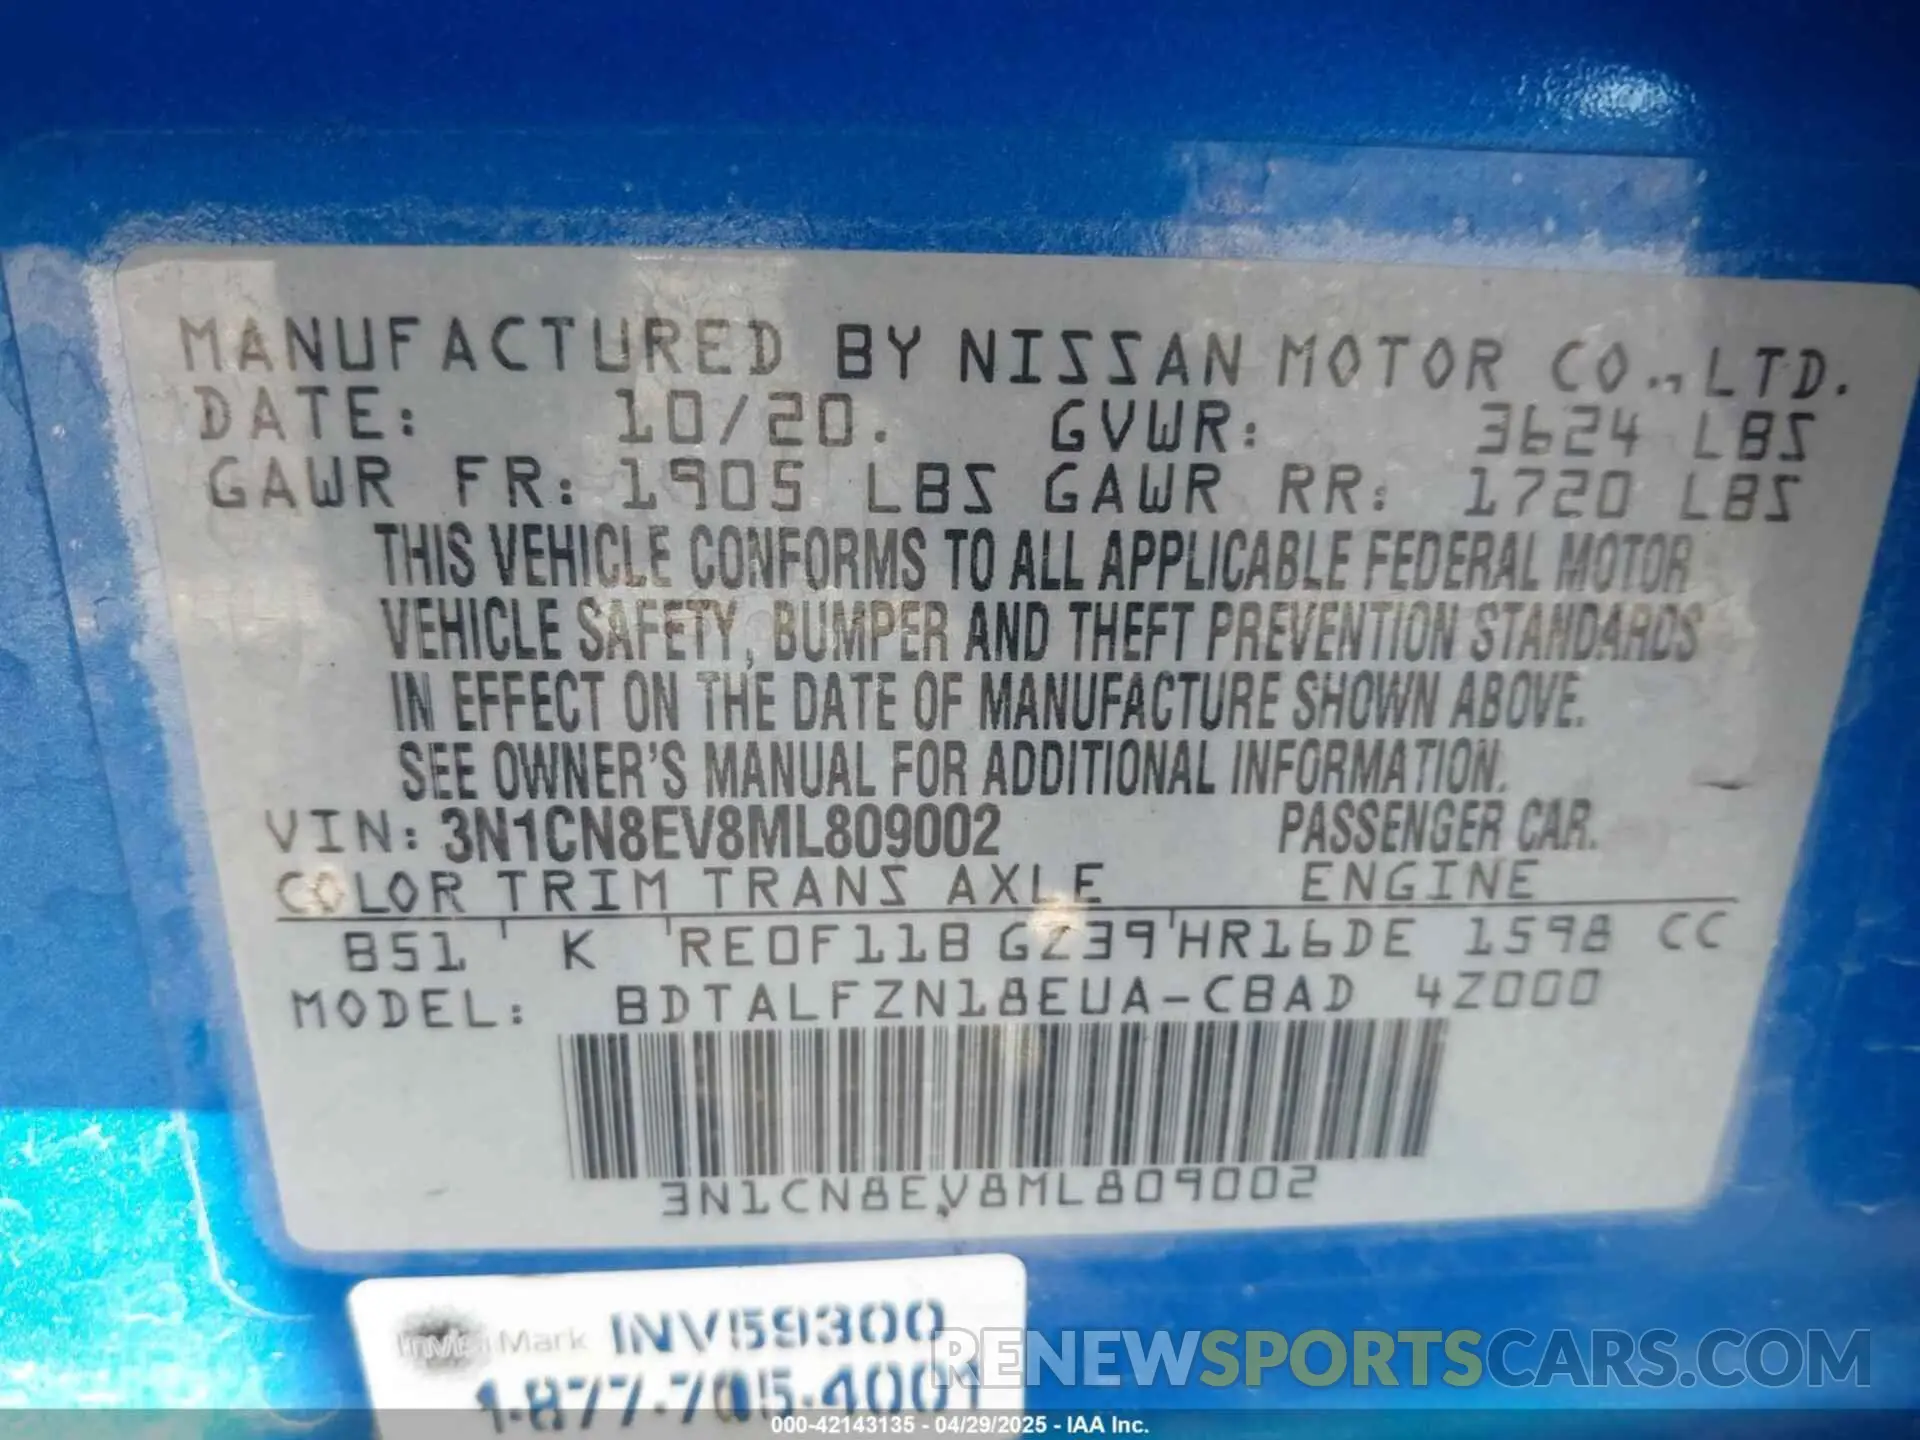 MANUFACTURED BY NISSAN MOTOR CO., LTD.
DATE: 10/20. GVWR: 3624 LBS
GAWR FR: 1905 LBS GAWR RR: 1720 LBS
THIS VEHICLE CONFORMS TO ALL APPLICABLE FEDERAL MOTOR
VEHICLE SAFETY, BUMPER AND THEFT PREVENTION STANDARDS
IN EFFECT ON THE DATE OF MANUFACTURE SHOWN ABOVE.
SEE OWNER'S MANUAL FOR ADDITIONAL INFORMATION.
VIN: 3N1CN8EV8ML809002 PASSENGER CAR.
COLOR TRIM TRANS AXLE ENGINE
B51 K RE0F11B GZ39 HR16DE 1598 CC
MODEL: BDTALFZN18EUA-CBAD 4Z000
3N1CN8EV8ML809002
InvisiMark INV59300
1-877-705-4001
RENEWSPORTSCARS.COM
000-42143135 - 04/29/2025 - IAA Inc.